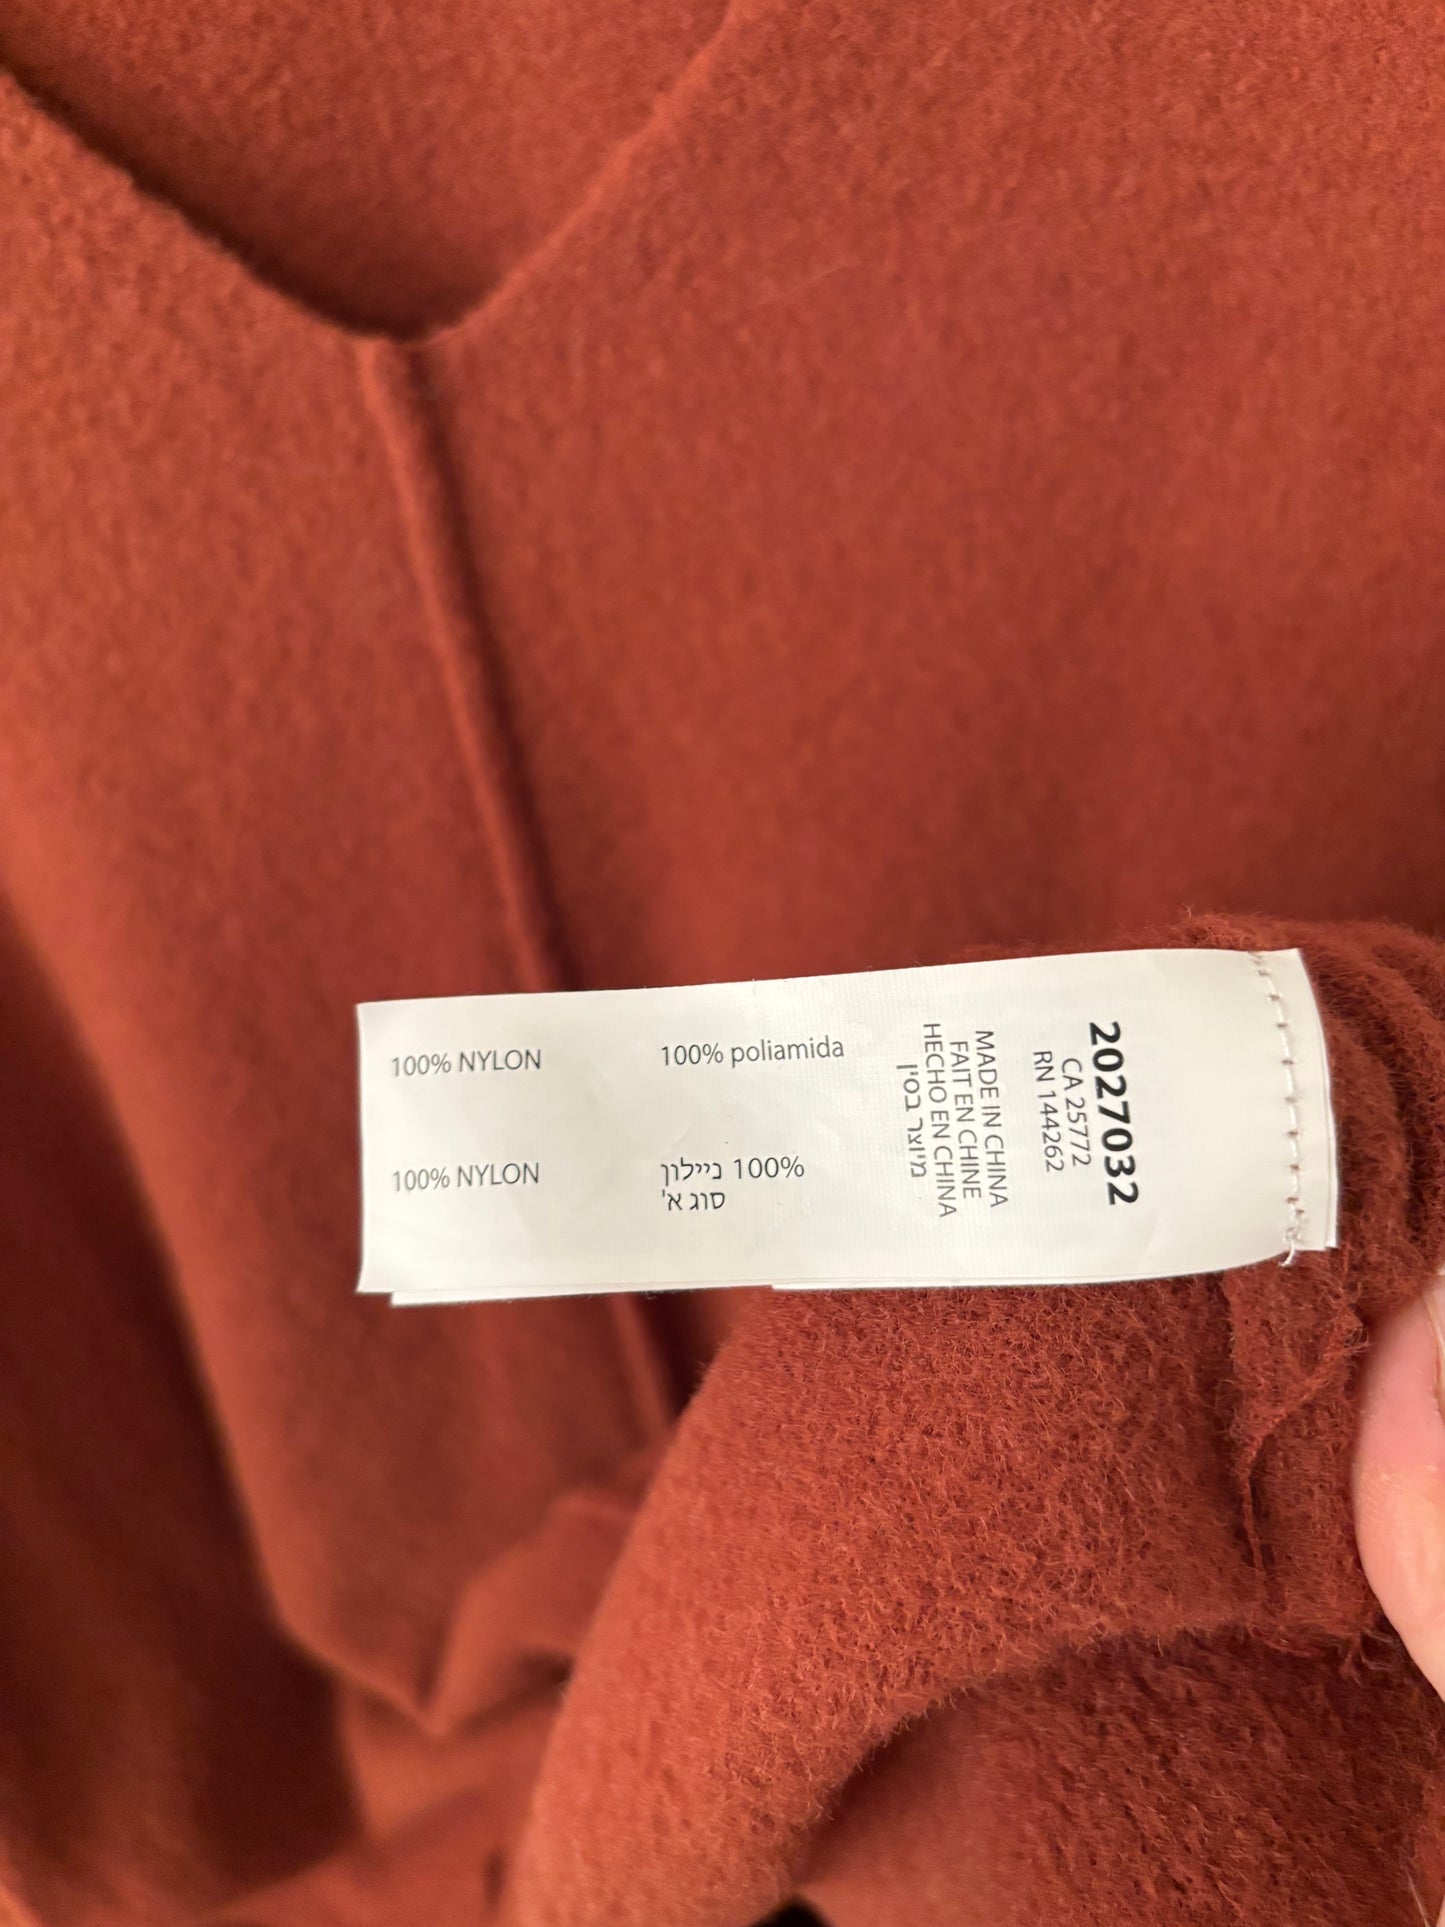 2027032
CA 25772
RN 144262
MADE IN CHINA
FAIT EN CHINE
HECHO EN CHINA
מיוצר בסין
100% NYLON
100% poliamida
100% NYLON
100% ניילון
סוג א'